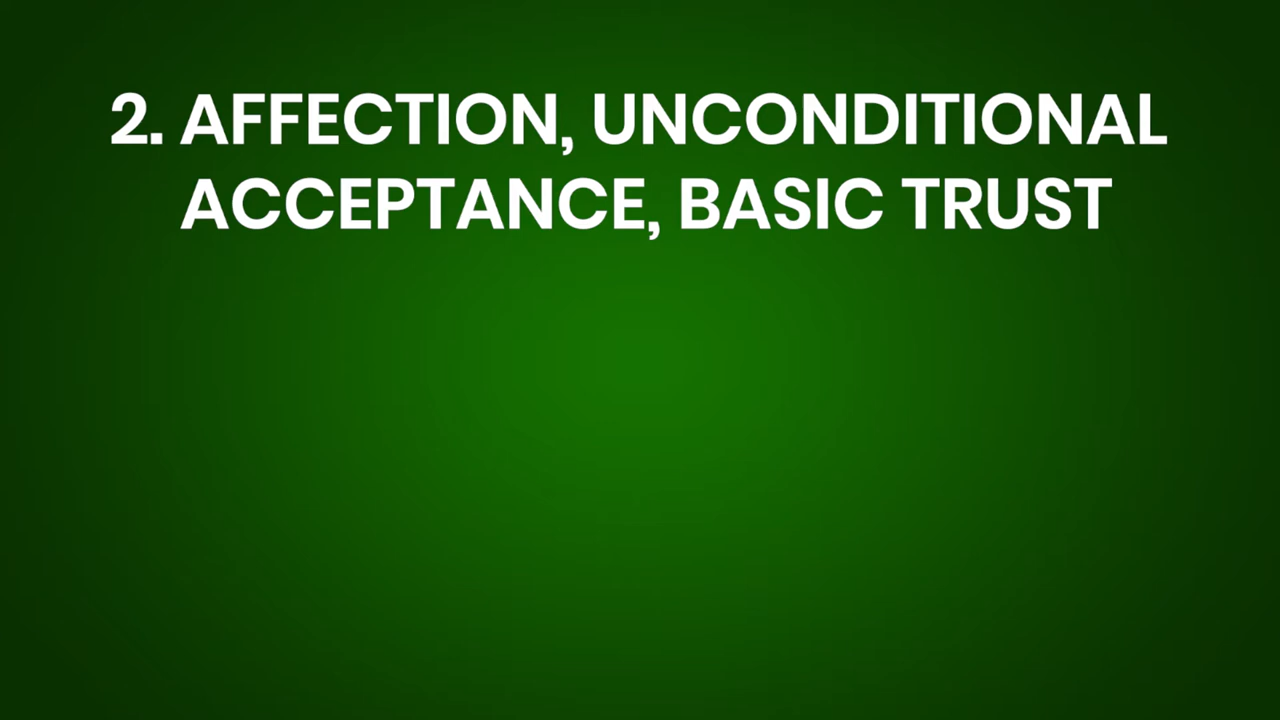 2. AFFECTION, UNCONDITIONAL
ACCEPTANCE, BASIC TRUST